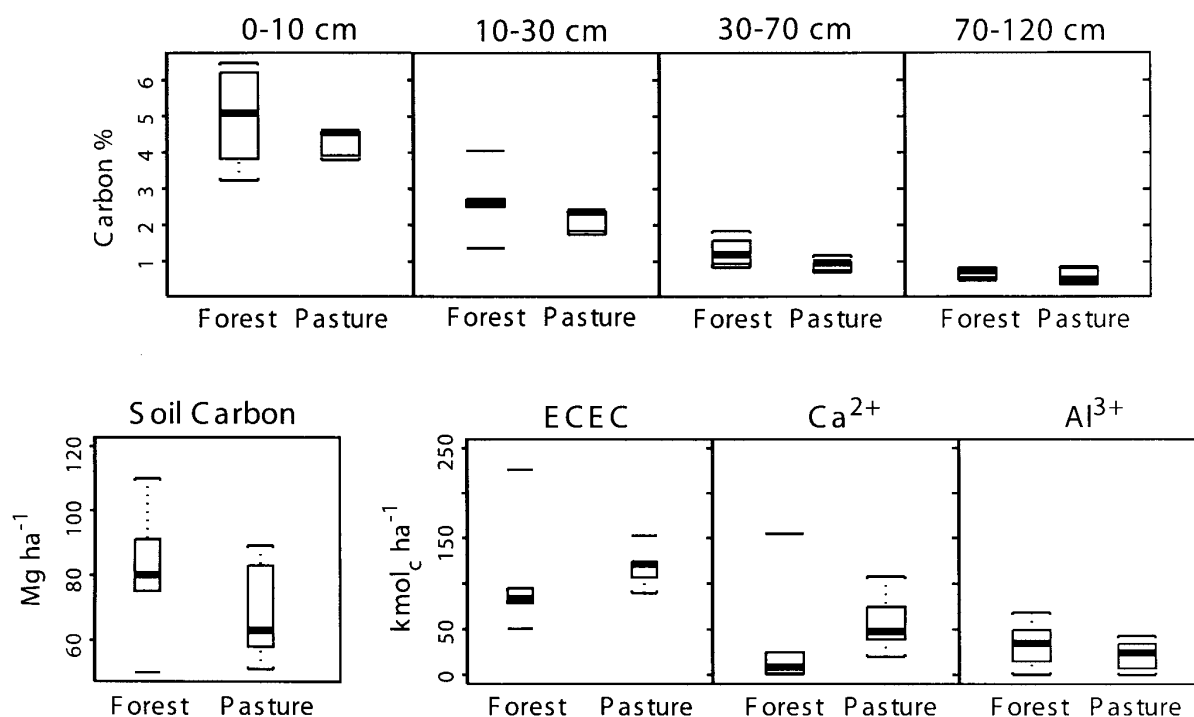 0-10 cm 10-30 cm 30-70 cm 70-120 cm
Carbon %
6
5
4
3
2
1
Forest Pasture Forest Pasture Forest Pasture Forest Pasture
Soil Carbon ECEC Ca²⁺ Al³⁺
Mg ha⁻¹
120
100
80
60
kmol_c ha⁻¹
250
150
50
0
Forest Pasture Forest Pasture Forest Pasture Forest Pasture